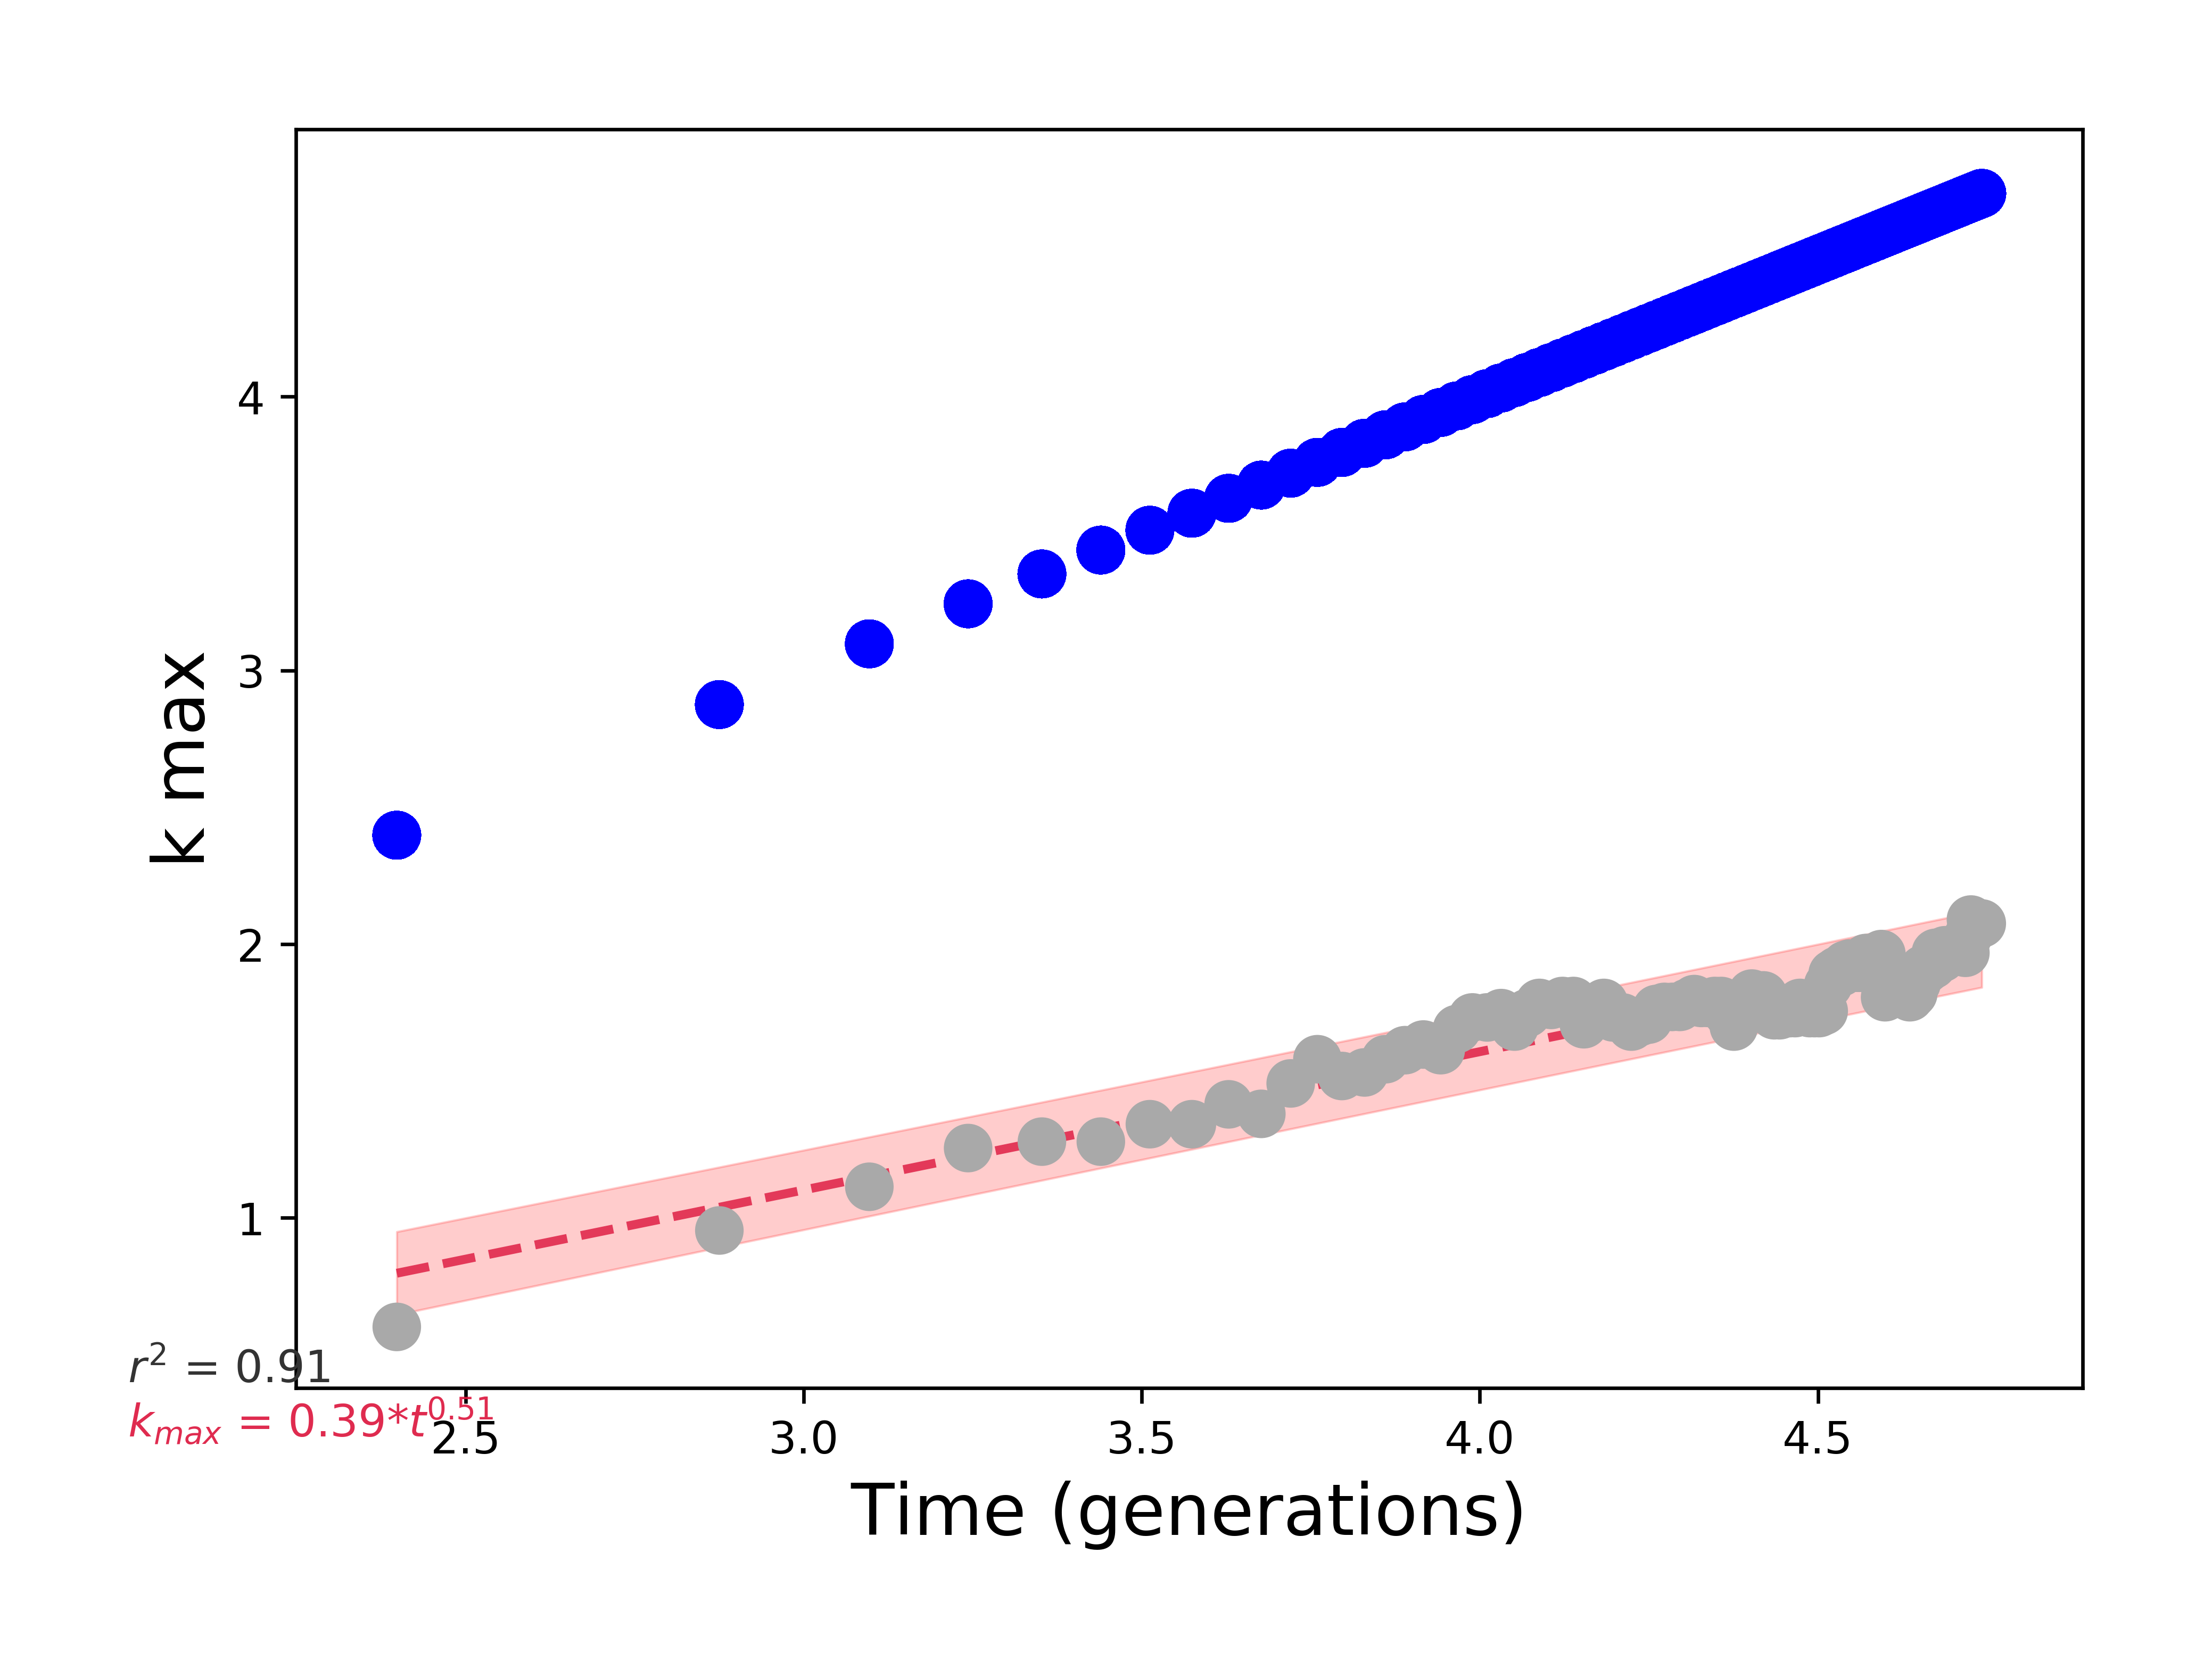 k max
4
3
2
1
r² = 0.91
k_max = 0.39*t^0.51
2.5 3.0 3.5 4.0 4.5
Time (generations)